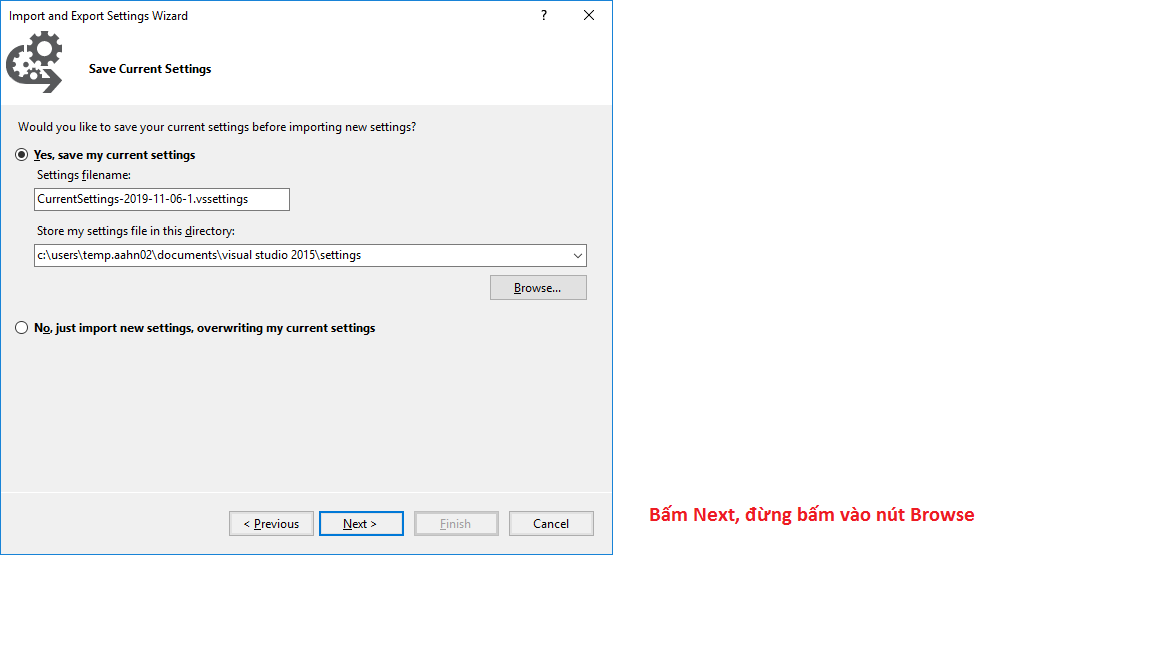 Import and Export Settings Wizard
?
Save Current Settings
Would you like to save your current settings before importing new settings?
Yes, save my current settings
Settings filename:
CurrentSettings-2019-11-06-1.vssettings
Store my settings file in this directory:
c:\users\temp.aahn02\documents\visual studio 2015\settings
Browse...
No, just import new settings, overwriting my current settings
< Previous
Next >
Finish
Cancel
Bấm Next, đừng bấm vào nút Browse